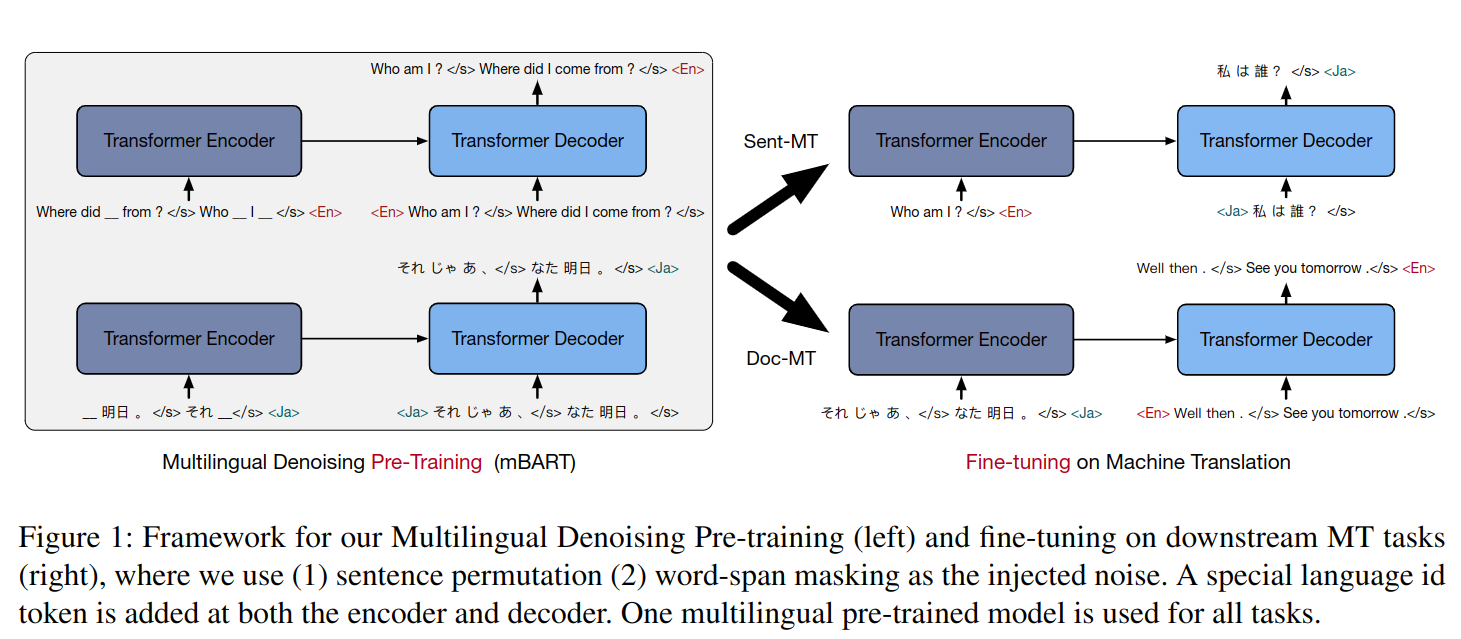 Who am I ? </s> Where did I come from ? </s> <En>
Transformer Encoder
Transformer Decoder
Where did __ from ? </s> Who __ I __ </s> <En>
<En> Who am I ? </s> Where did I come from ? </s>
それ じゃ あ 、</s> なた 明日 。 </s> <Ja>
Transformer Encoder
Transformer Decoder
__ 明日 。 </s> それ __</s> <Ja>
<Ja> それ じゃ あ 、</s> なた 明日 。 </s>
Multilingual Denoising Pre-Training (mBART)
Sent-MT
Doc-MT
私 は 誰 ? </s> <Ja>
Transformer Encoder
Transformer Decoder
Who am I ? </s> <En>
<Ja> 私 は 誰 ? </s>
Well then . </s> See you tomorrow .</s> <En>
Transformer Encoder
Transformer Decoder
それ じゃ あ 、</s> なた 明日 。 </s> <Ja>
<En> Well then . </s> See you tomorrow .</s>
Fine-tuning on Machine Translation
Figure 1: Framework for our Multilingual Denoising Pre-training (left) and fine-tuning on downstream MT tasks
(right), where we use (1) sentence permutation (2) word-span masking as the injected noise. A special language id
token is added at both the encoder and decoder. One multilingual pre-trained model is used for all tasks.